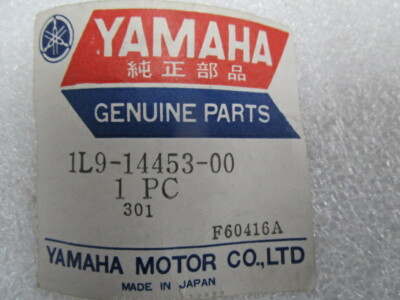 YAMAHA
純正部品
GENUINE PARTS
1L9-14453-00
1 PC
301
F60416A
YAMAHA MOTOR CO.,LTD
MADE IN JAPAN